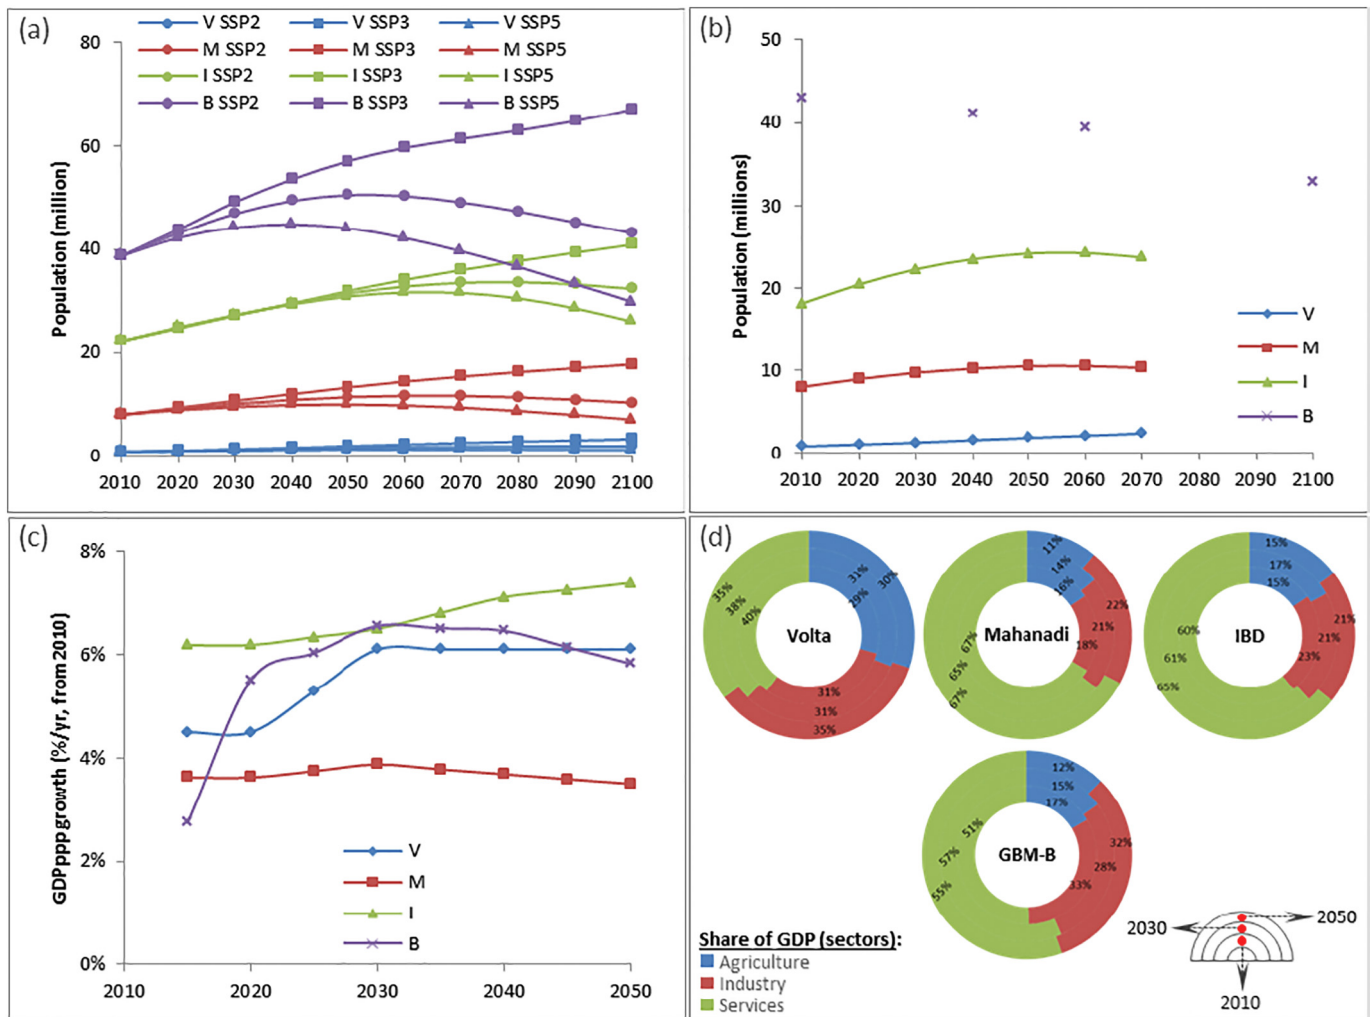 (a)
V SSP2 V SSP3 V SSP5
M SSP2 M SSP3 M SSP5
I SSP2 I SSP3 I SSP5
B SSP2 B SSP3 B SSP5
Population (million)
80
60
40
20
0
2010 2020 2030 2040 2050 2060 2070 2080 2090 2100
(b)
Population (millions)
50
40
30
20
10
0
2010 2020 2030 2040 2050 2060 2070 2080 2090 2100
V
M
I
B
(c)
GDPppp growth (%/yr, from 2010)
8%
6%
4%
2%
0%
2010 2020 2030 2040 2050
V
M
I
B
(d)
Volta
31% 30%
29%
35%
38%
40%
31%
31%
35%
Mahanadi
11%
14%
16%
22%
21%
18%
67%
65%
67%
IBD
15%
17%
15%
21%
21%
23%
60%
61%
65%
GBM-B
12%
15%
17%
32%
28%
33%
51%
57%
55%
Share of GDP (sectors):
Agriculture
Industry
Services
2050
2030
2010